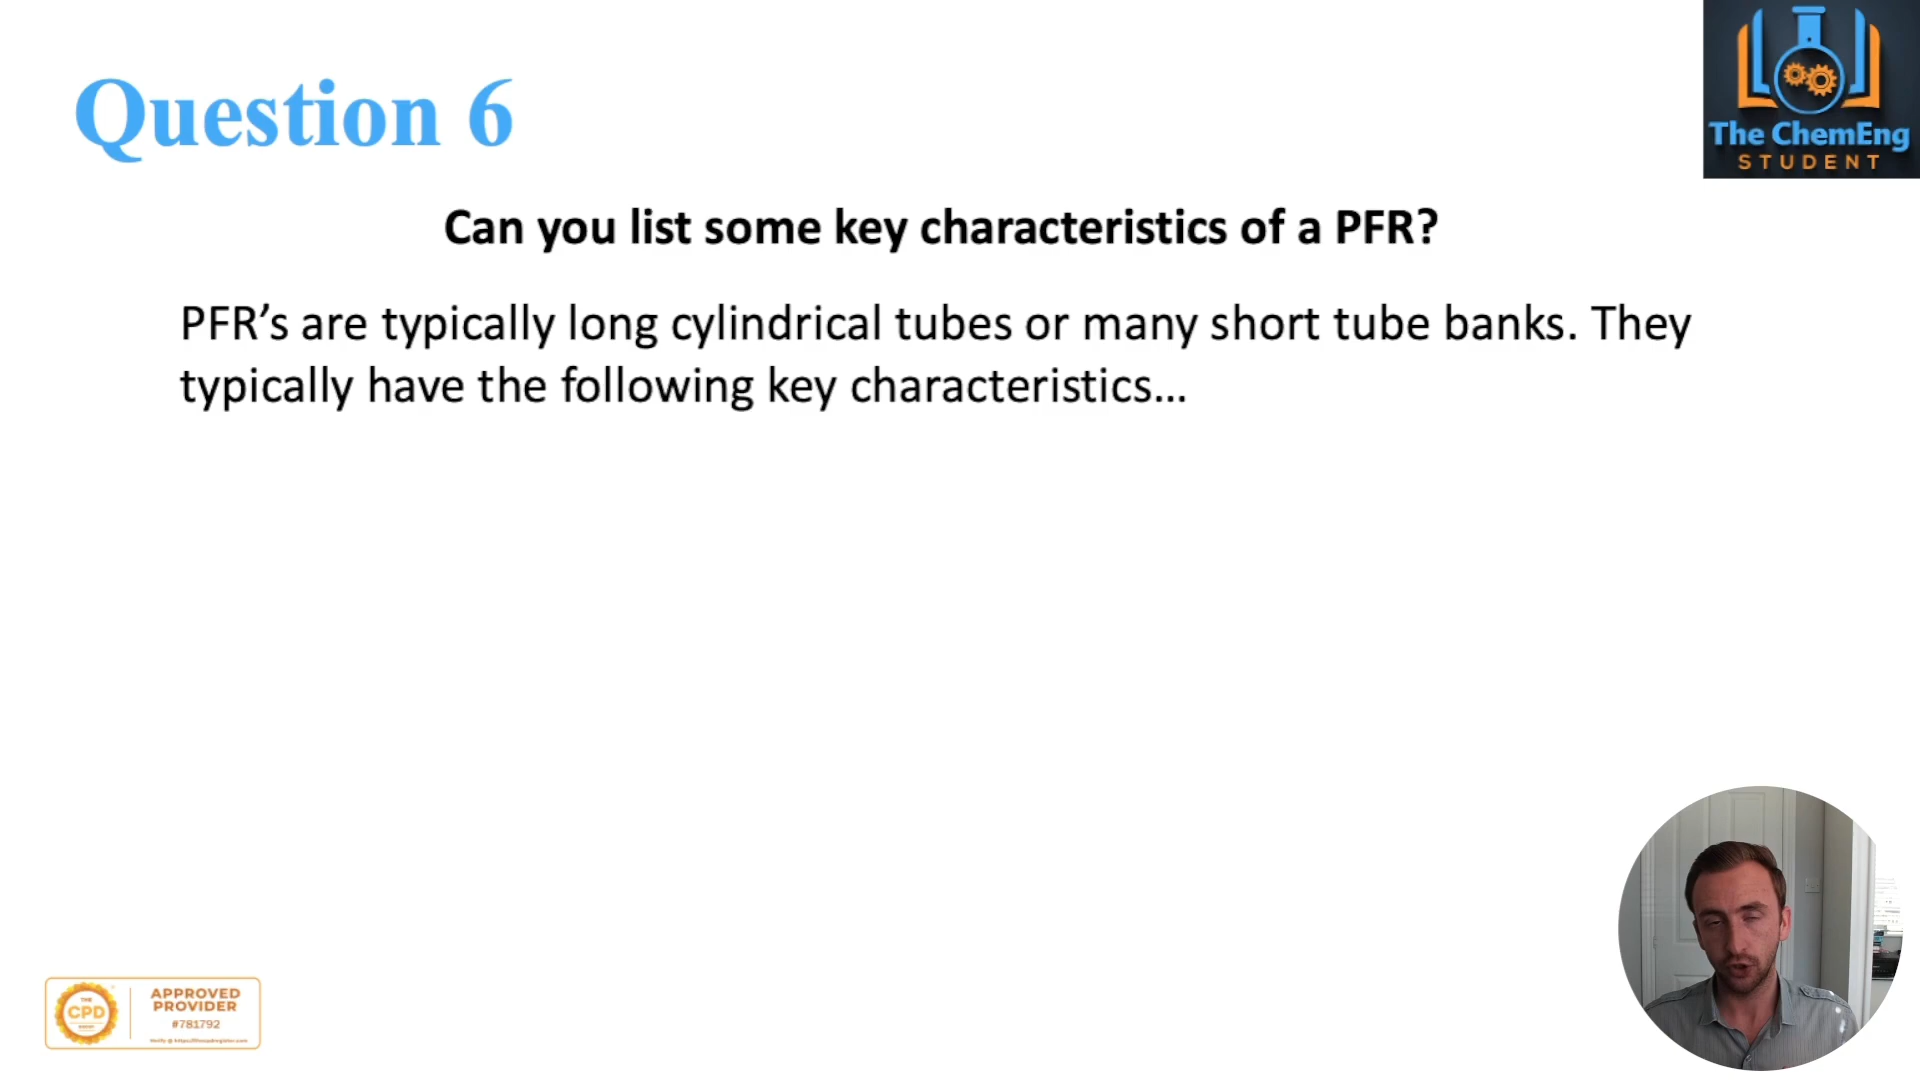 Question 6
The ChemEng
STUDENT
Can you list some key characteristics of a PFR?
PFR’s are typically long cylindrical tubes or many short tube banks. They
typically have the following key characteristics…
THE
CPD
APPROVED
PROVIDER
#781792